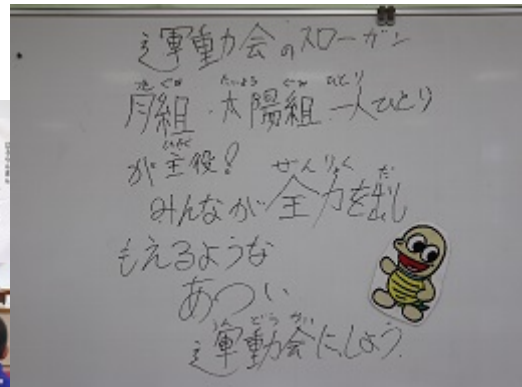 運動会のスローガン
月組・太陽組一人ひとり
が主役!
みんなが全力を出し
もえるような
あつい
運動会にしよう